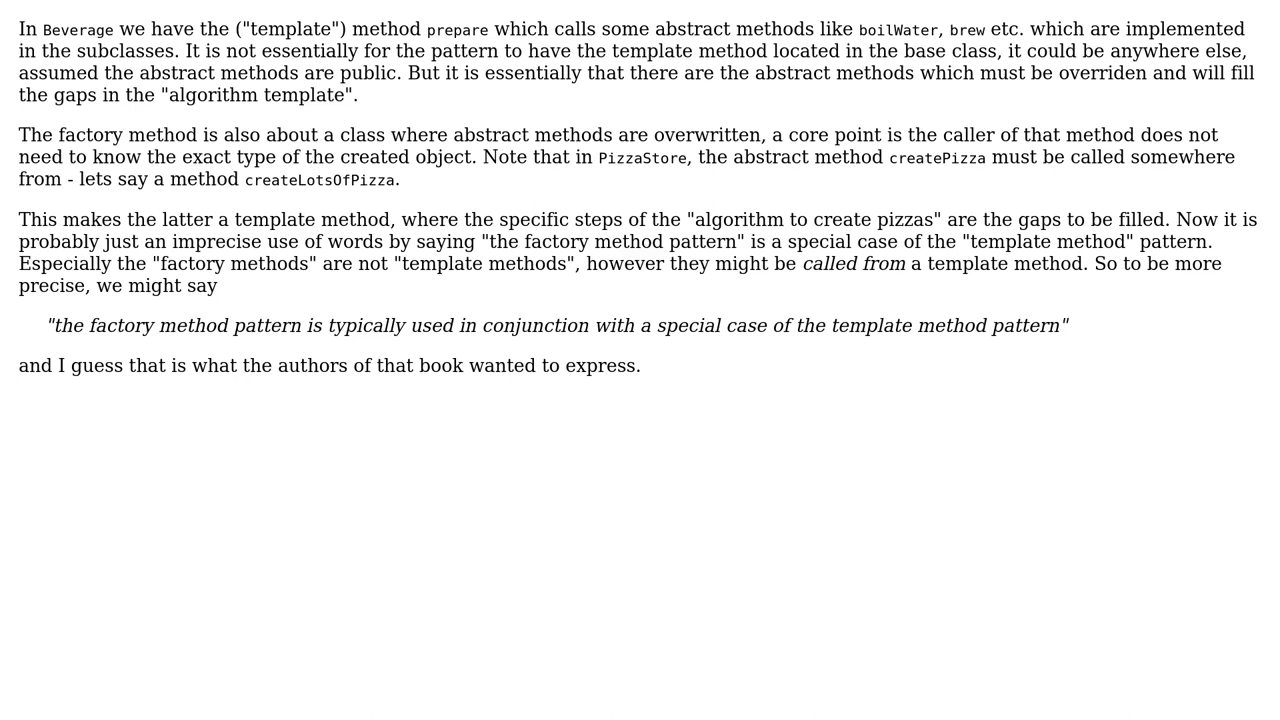 In Beverage we have the ("template") method prepare which calls some abstract methods like boilWater, brew etc. which are implemented
in the subclasses. It is not essentially for the pattern to have the template method located in the base class, it could be anywhere else,
assumed the abstract methods are public. But it is essentially that there are the abstract methods which must be overriden and will fill
the gaps in the "algorithm template".
The factory method is also about a class where abstract methods are overwritten, a core point is the caller of that method does not
need to know the exact type of the created object. Note that in PizzaStore, the abstract method createPizza must be called somewhere
from - lets say a method createLotsOfPizza.
This makes the latter a template method, where the specific steps of the "algorithm to create pizzas" are the gaps to be filled. Now it is
probably just an imprecise use of words by saying "the factory method pattern" is a special case of the "template method" pattern.
Especially the "factory methods" are not "template methods", however they might be called from a template method. So to be more
precise, we might say
"the factory method pattern is typically used in conjunction with a special case of the template method pattern"
and I guess that is what the authors of that book wanted to express.